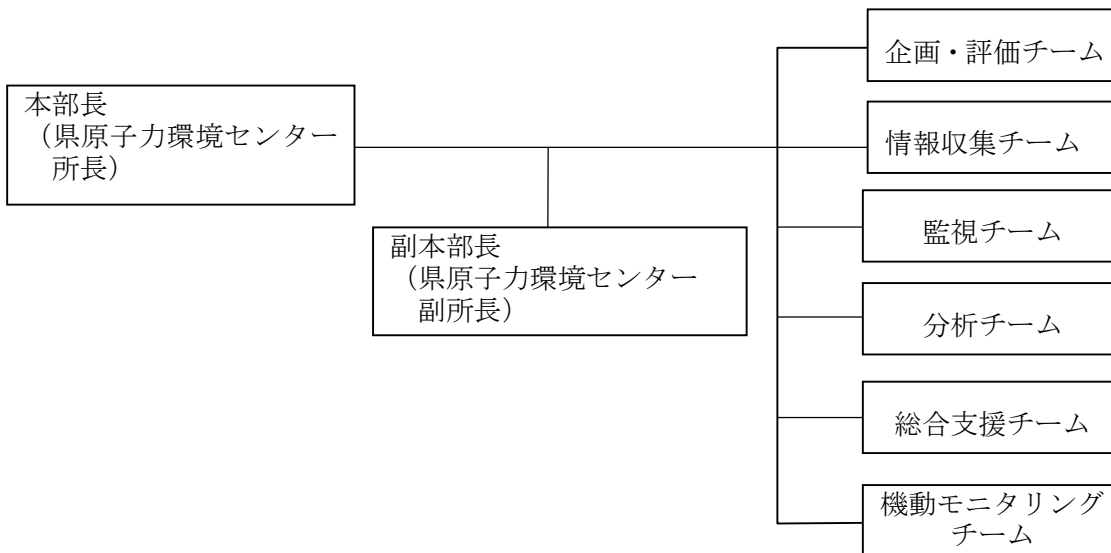 本部長
（県原子力環境センター
所長）
副本部長
（県原子力環境センター
副所長）
企画・評価チーム
情報収集チーム
監視チーム
分析チーム
総合支援チーム
機動モニタリング
チーム